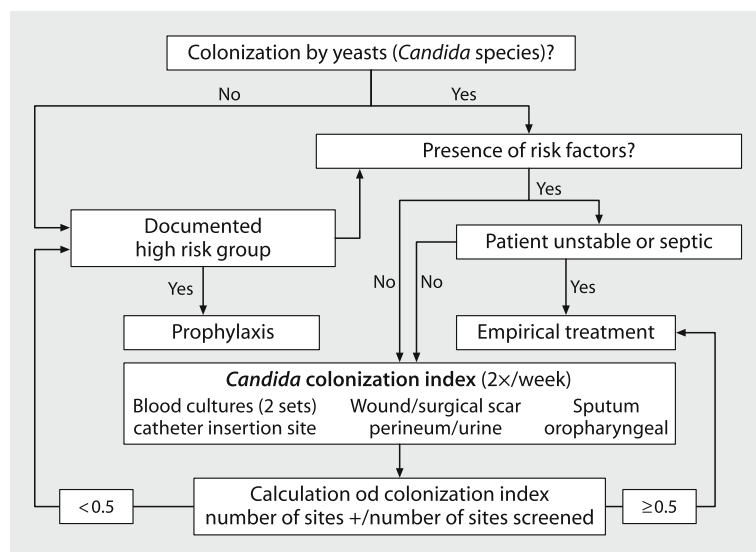 Colonization by yeasts (Candida species)?
No
Yes
Presence of risk factors?
Yes
Documented
high risk group
Patient unstable or septic
Yes
No
No
Yes
Prophylaxis
Empirical treatment
Candida colonization index (2×/week)
Blood cultures (2 sets)
catheter insertion site
Wound/surgical scar
perineum/urine
Sputum
oropharyngeal
Calculation od colonization index
number of sites +/number of sites screened
<0.5
≥0.5